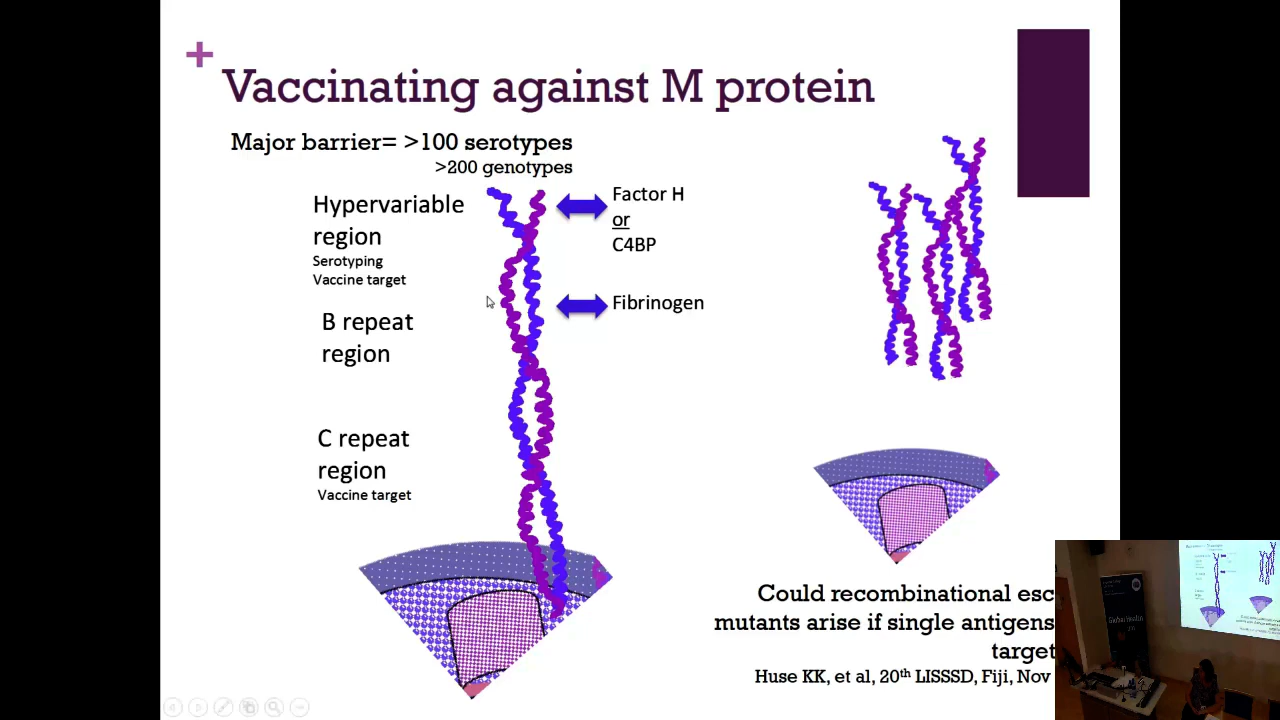 +
Vaccinating against M protein
Major barrier= >100 serotypes
>200 genotypes
Hypervariable
region
Serotyping
Vaccine target
Factor H
or
C4BP
Fibrinogen
B repeat
region
C repeat
region
Vaccine target
Could recombinational esc
mutants arise if single antigens
target
Huse KK, et al, 20th LISSSD, Fiji, Nov